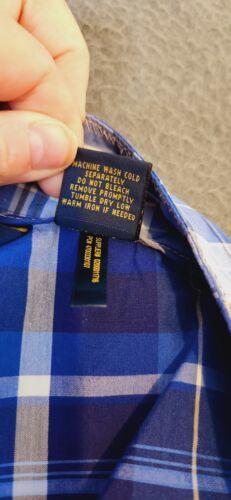 MACHINE WASH COLD
SEPARATELY
DO NOT BLEACH
REMOVE PROMPTLY
TUMBLE DRY LOW
WARM IRON IF NEEDED